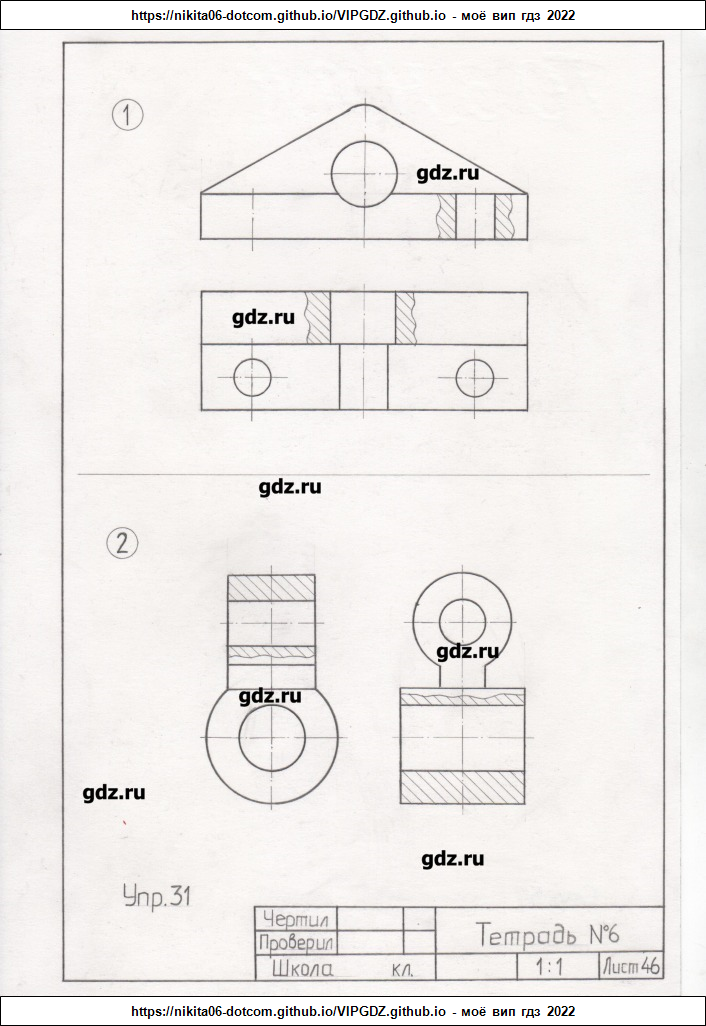 https://nikita06-dotcom.github.io/VIPGDZ.github.io - моё вип гдз 2022
1
gdz.ru
gdz.ru
gdz.ru
2
gdz.ru
gdz.ru
gdz.ru
gdz.ru
Упр.31
Чертил
Проверил
Тетрадь №6
Школа кл.
1:1
Лист 46
https://nikita06-dotcom.github.io/VIPGDZ.github.io - моё вип гдз 2022